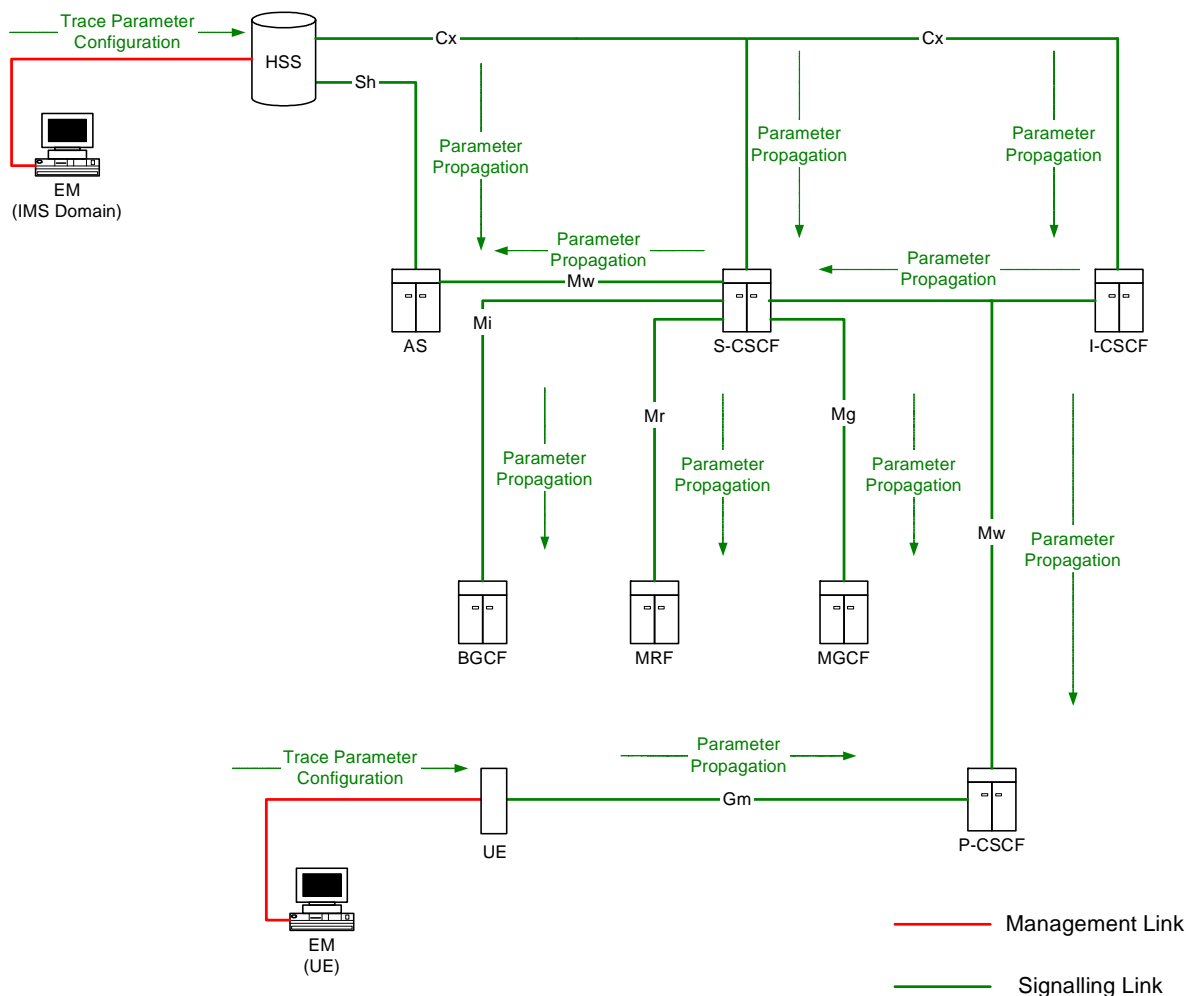 Trace Parameter
Configuration
HSS
Cx
Cx
Sh
Parameter
Propagation
Parameter
Propagation
Parameter
Propagation
EM
(IMS Domain)
Parameter
Propagation
Parameter
Propagation
Mw
Mi
AS
S-CSCF
I-CSCF
Mr
Mg
Parameter
Propagation
Parameter
Propagation
Parameter
Propagation
Mw
Parameter
Propagation
BGCF
MRF
MGCF
Trace Parameter
Configuration
Parameter
Propagation
Gm
UE
P-CSCF
EM
(UE)
Management Link
Signalling Link